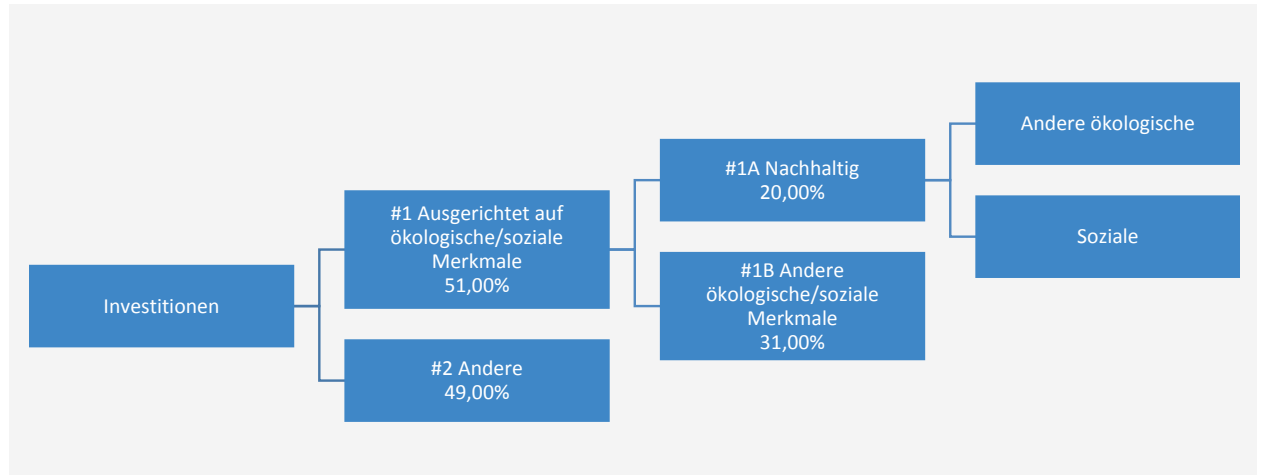 Investitionen
#1 Ausgerichtet auf
ökologische/soziale
Merkmale
51,00%
#2 Andere
49,00%
#1A Nachhaltig
20,00%
#1B Andere
ökologische/soziale
Merkmale
31,00%
Andere ökologische
Soziale